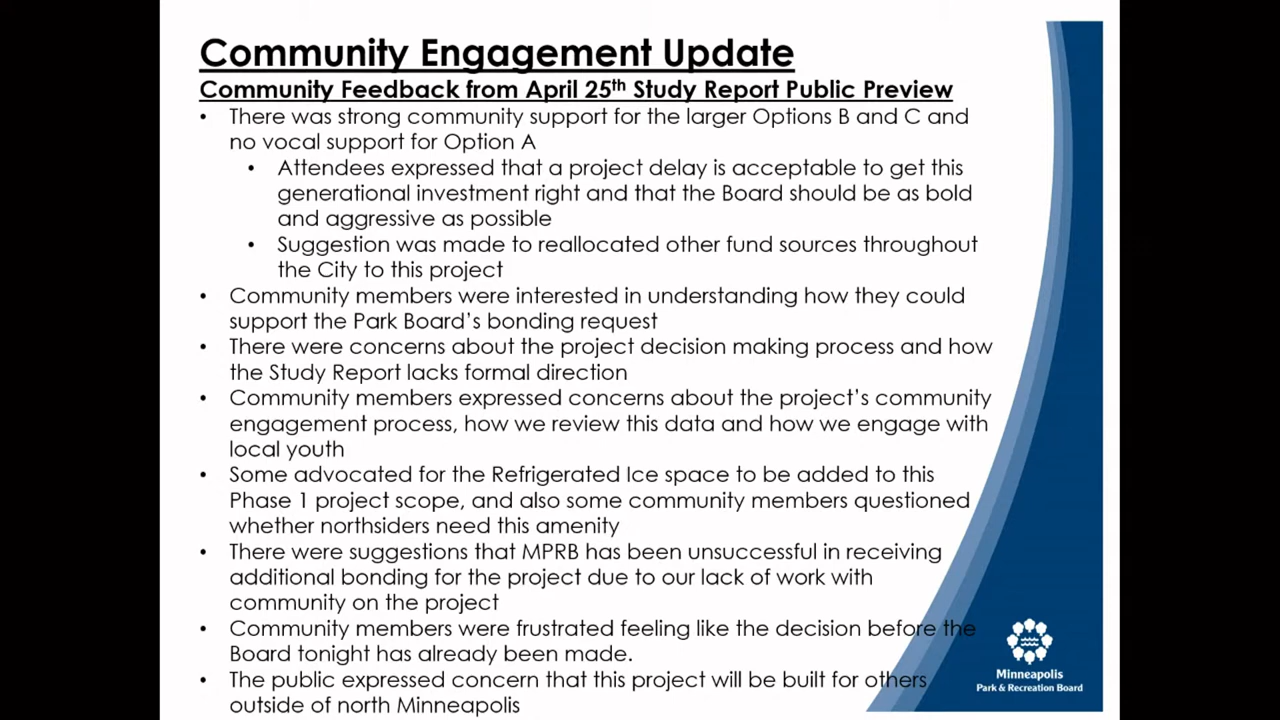 Community Engagement Update
Community Feedback from April 25th Study Report Public Preview
• There was strong community support for the larger Options B and C and
no vocal support for Option A
• Attendees expressed that a project delay is acceptable to get this
generational investment right and that the Board should be as bold
and aggressive as possible
• Suggestion was made to reallocated other fund sources throughout
the City to this project
• Community members were interested in understanding how they could
support the Park Board's bonding request
• There were concerns about the project decision making process and how
the Study Report lacks formal direction
• Community members expressed concerns about the project's community
engagement process, how we review this data and how we engage with
local youth
• Some advocated for the Refrigerated Ice space to be added to this
Phase 1 project scope, and also some community members questioned
whether northsiders need this amenity
• There were suggestions that MPRB has been unsuccessful in receiving
additional bonding for the project due to our lack of work with
community on the project
• Community members were frustrated feeling like the decision before the
Board tonight has already been made.
• The public expressed concern that this project will be built for others
outside of north Minneapolis
Minneapolis
Park & Recreation Board